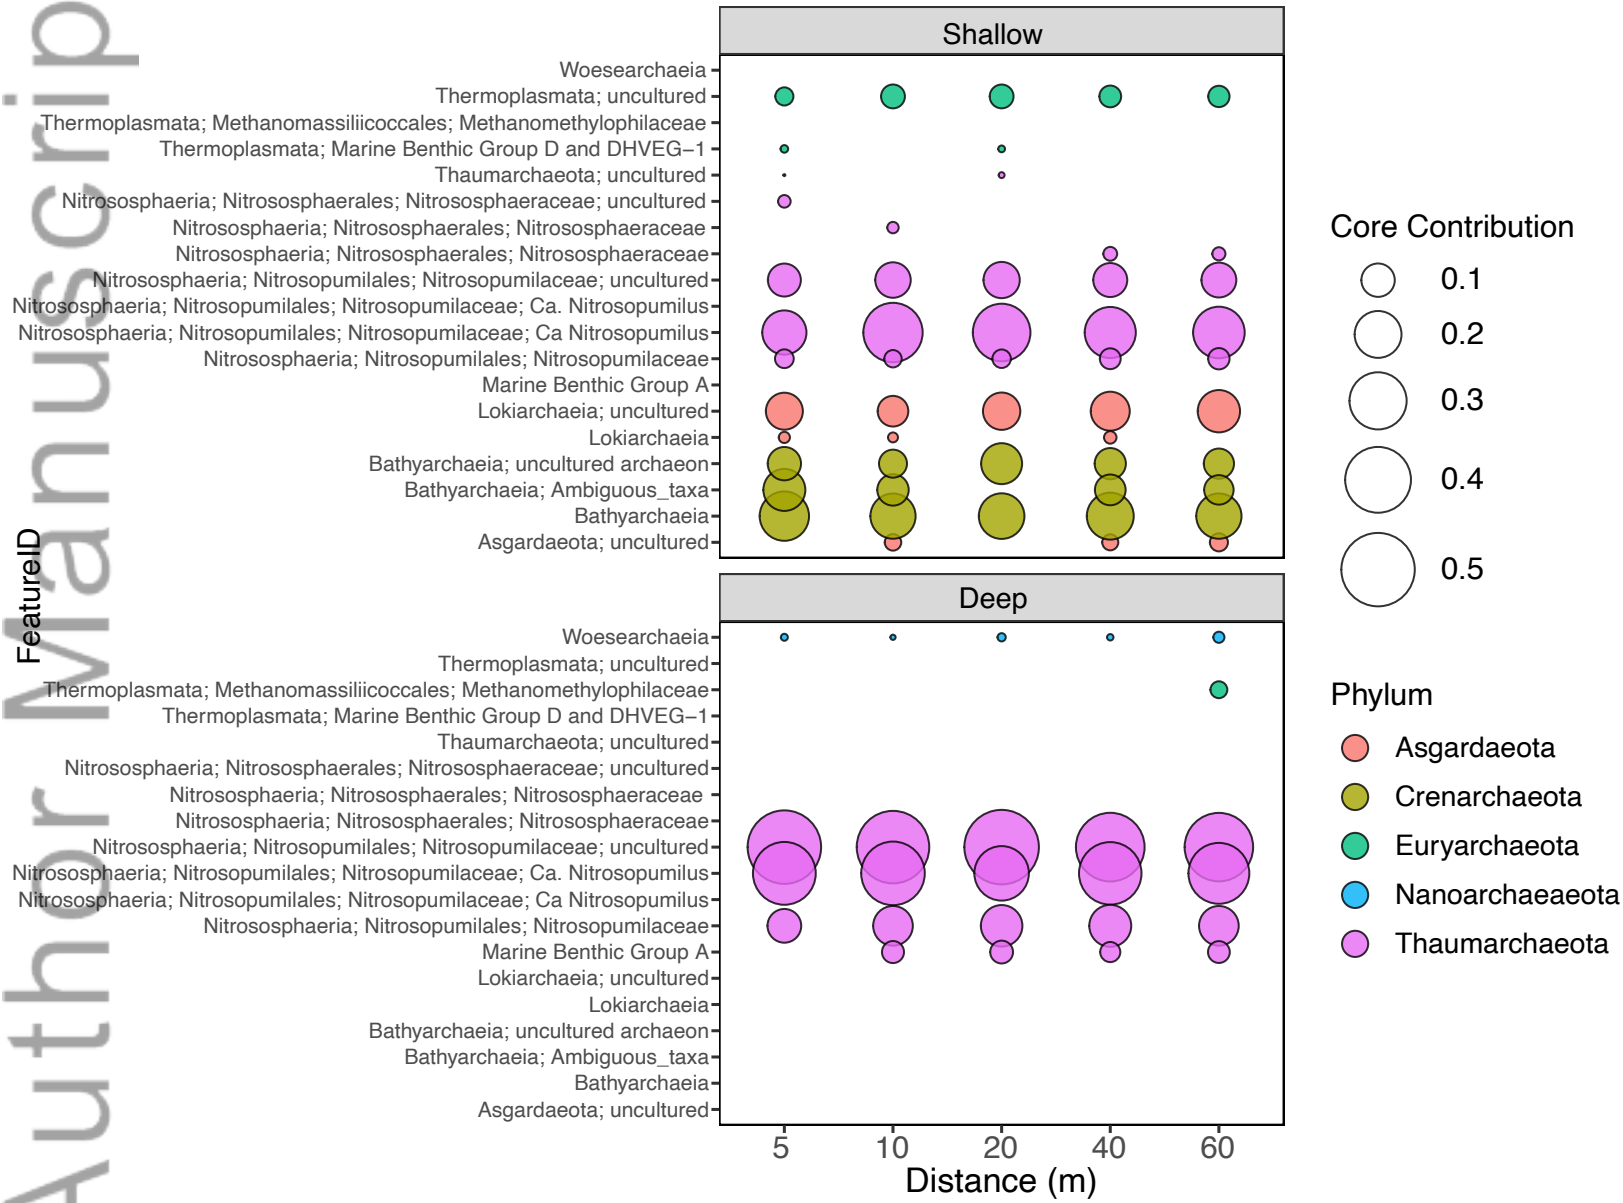 Author Manuscrip
FeatureID
Shallow
Woesearchaeia
Thermoplasmata; uncultured
Thermoplasmata; Methanomassiliicoccales; Methanomethylophilaceae
Thermoplasmata; Marine Benthic Group D and DHVEG−1
Thaumarchaeota; uncultured
Nitrososphaeria; Nitrososphaerales; Nitrososphaeraceae; uncultured
Nitrososphaeria; Nitrososphaerales; Nitrososphaeraceae
Nitrososphaeria; Nitrososphaerales; Nitrososphaeraceae
Nitrososphaeria; Nitrosopumilales; Nitrosopumilaceae; uncultured
Nitrososphaeria; Nitrosopumilales; Nitrosopumilaceae; Ca. Nitrosopumilus
Nitrososphaeria; Nitrosopumilales; Nitrosopumilaceae; Ca Nitrosopumilus
Nitrososphaeria; Nitrosopumilales; Nitrosopumilaceae
Marine Benthic Group A
Lokiarchaeia; uncultured
Lokiarchaeia
Bathyarchaeia; uncultured archaeon
Bathyarchaeia; Ambiguous_taxa
Bathyarchaeia
Asgardaeota; uncultured
Deep
Woesearchaeia
Thermoplasmata; uncultured
Thermoplasmata; Methanomassiliicoccales; Methanomethylophilaceae
Thermoplasmata; Marine Benthic Group D and DHVEG−1
Thaumarchaeota; uncultured
Nitrososphaeria; Nitrososphaerales; Nitrososphaeraceae; uncultured
Nitrososphaeria; Nitrososphaerales; Nitrososphaeraceae
Nitrososphaeria; Nitrososphaerales; Nitrososphaeraceae
Nitrososphaeria; Nitrosopumilales; Nitrosopumilaceae; uncultured
Nitrososphaeria; Nitrosopumilales; Nitrosopumilaceae; Ca. Nitrosopumilus
Nitrososphaeria; Nitrosopumilales; Nitrosopumilaceae; Ca Nitrosopumilus
Nitrososphaeria; Nitrosopumilales; Nitrosopumilaceae
Marine Benthic Group A
Lokiarchaeia; uncultured
Lokiarchaeia
Bathyarchaeia; uncultured archaeon
Bathyarchaeia; Ambiguous_taxa
Bathyarchaeia
Asgardaeota; uncultured
5 10 20 40 60
Distance (m)
Core Contribution
0.1
0.2
0.3
0.4
0.5
Phylum
Asgardaeota
Crenarchaeota
Euryarchaeota
Nanoarchaeaeota
Thaumarchaeota